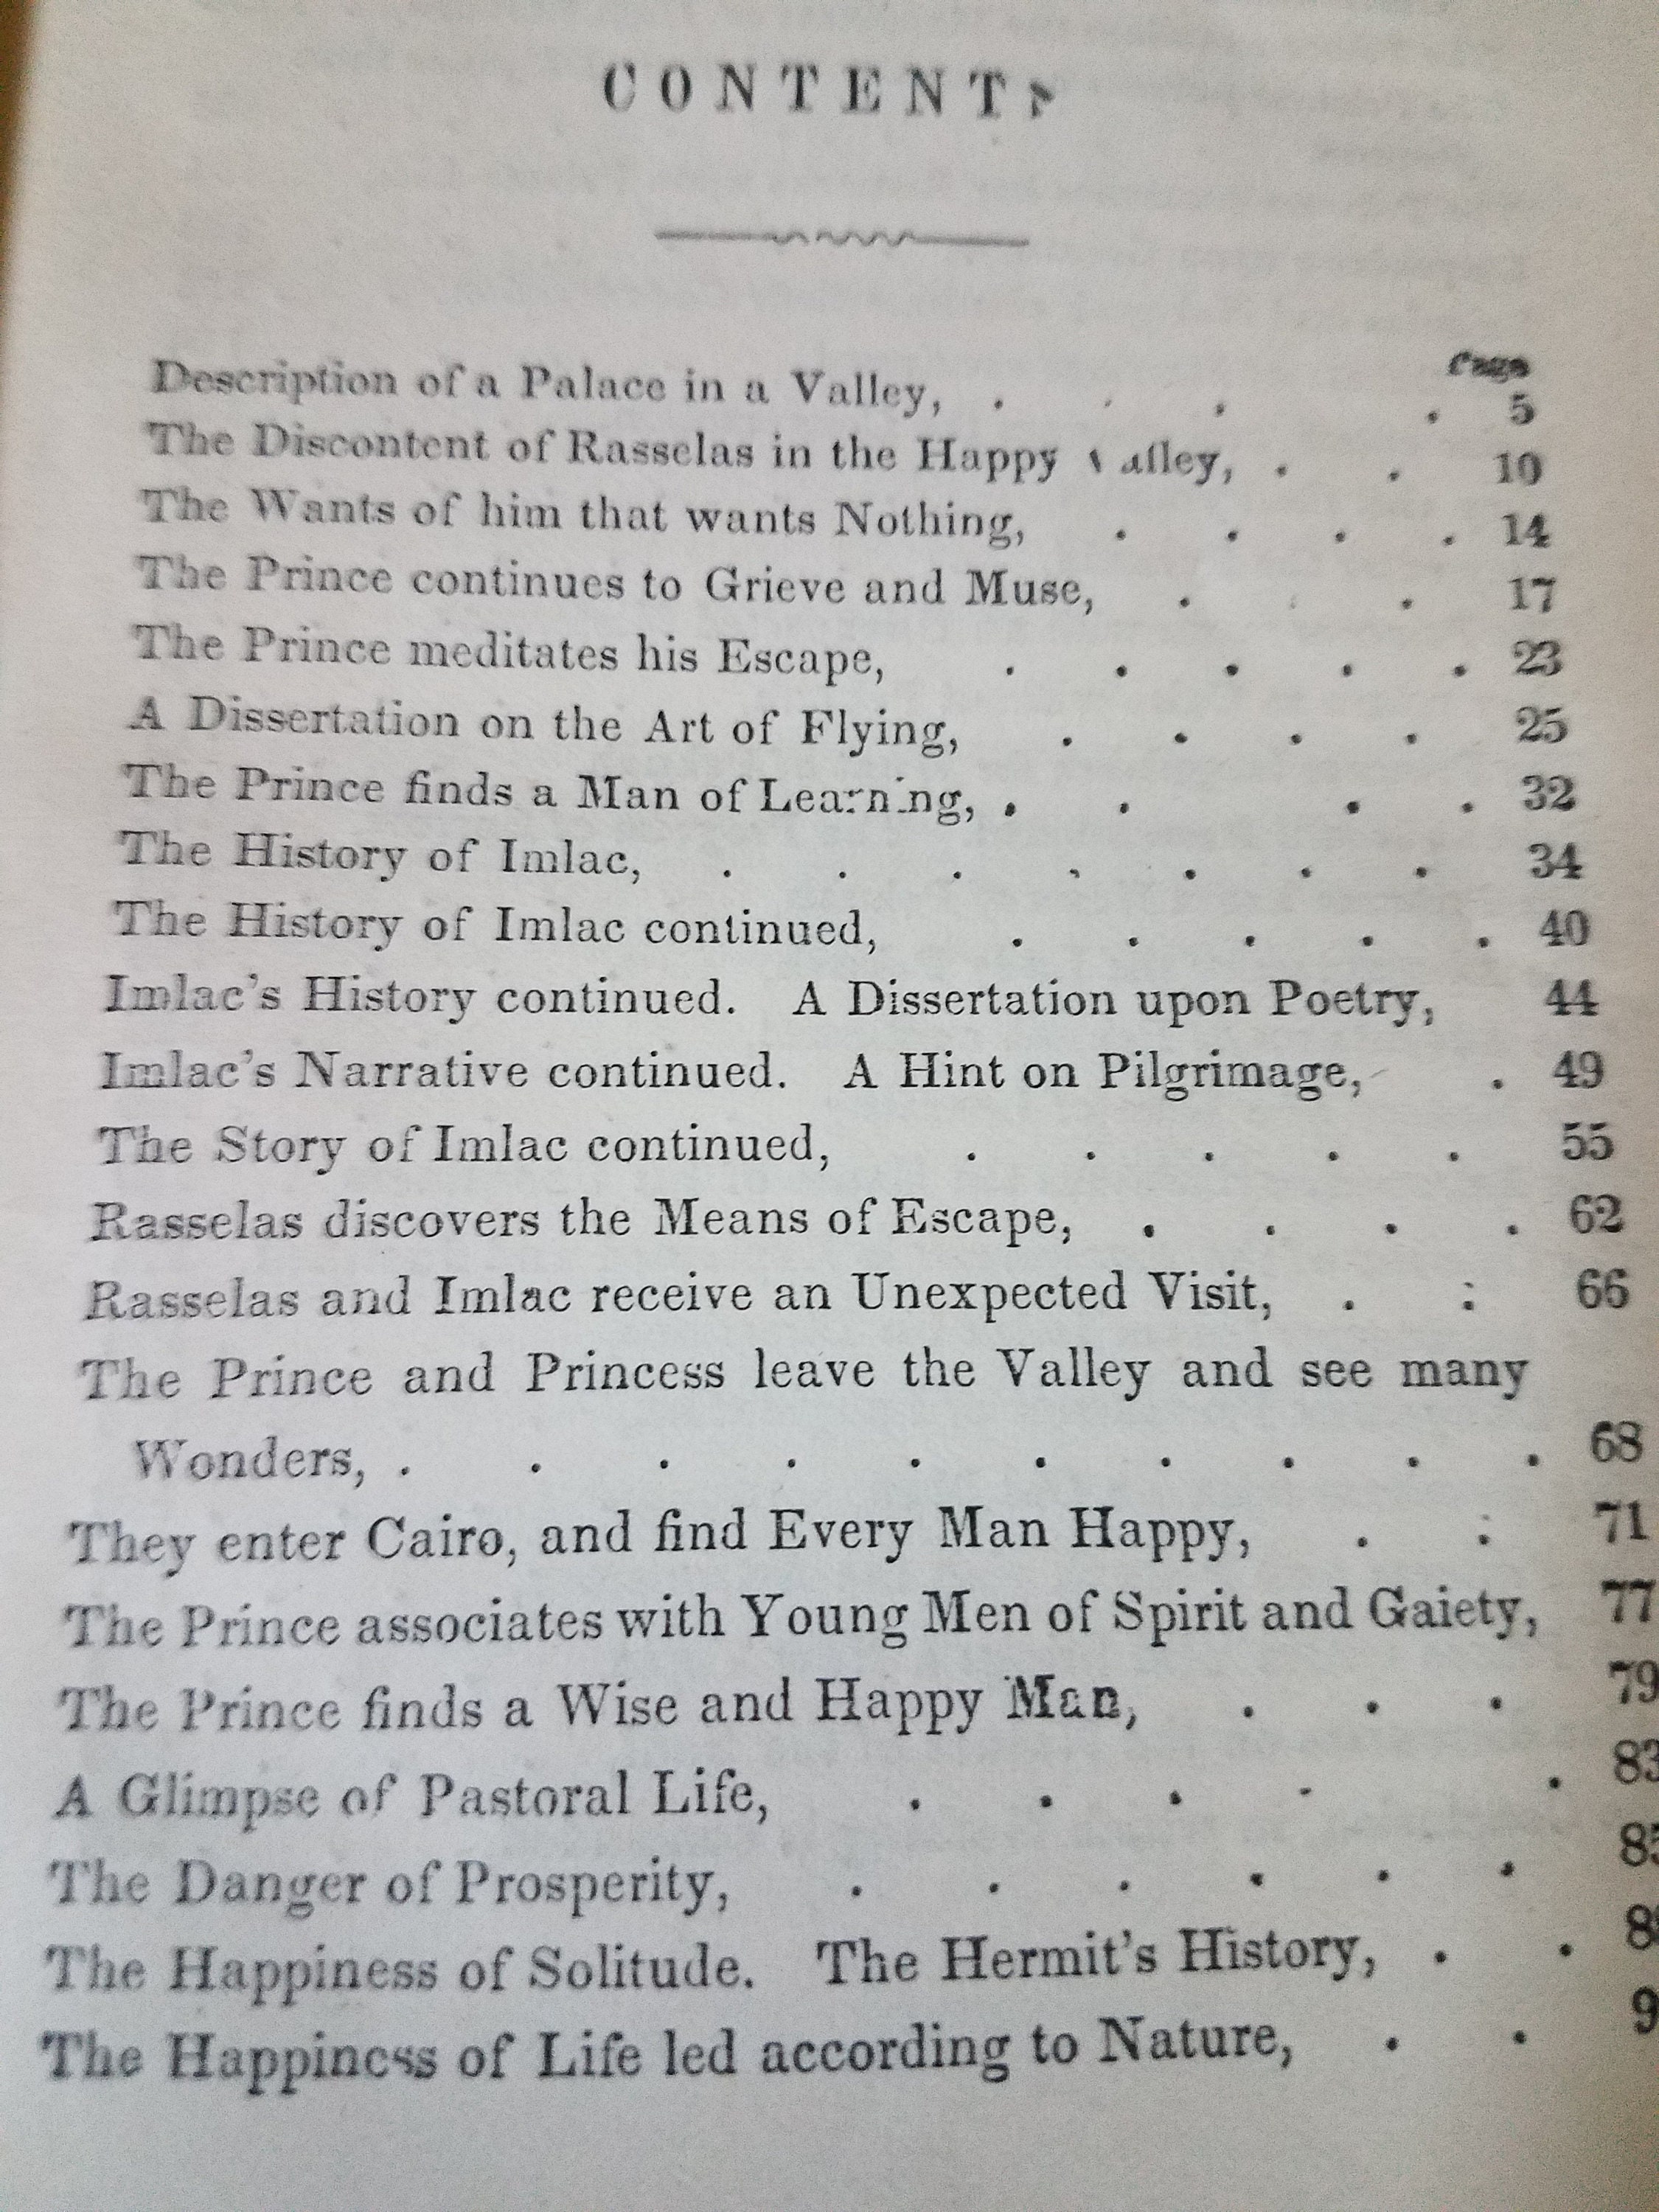 CONTENTS
Page
Description of a Palace in a Valley, . . . . 5
The Discontent of Rasselas in the Happy Valley, . . 10
The Wants of him that wants Nothing, . . . . 14
The Prince continues to Grieve and Muse, . . . 17
The Prince meditates his Escape, . . . . . 23
A Dissertation on the Art of Flying, . . . . 25
The Prince finds a Man of Learning, . . . . 32
The History of Imlac, . . . . . . . 34
The History of Imlac continued, . . . . . 40
Imlac's History continued. A Dissertation upon Poetry, 44
Imlac's Narrative continued. A Hint on Pilgrimage, . 49
The Story of Imlac continued, . . . . . 55
Rasselas discovers the Means of Escape, . . . . 62
Rasselas and Imlac receive an Unexpected Visit, . : 66
The Prince and Princess leave the Valley and see many
Wonders, . . . . . . . . . . 68
They enter Cairo, and find Every Man Happy, . : 71
The Prince associates with Young Men of Spirit and Gaiety, 77
The Prince finds a Wise and Happy Man, . . . 79
A Glimpse of Pastoral Life, . . . . . 83
The Danger of Prosperity, . . . . . . 85
The Happiness of Solitude. The Hermit's History, . . 8
The Happiness of Life led according to Nature, . . 9